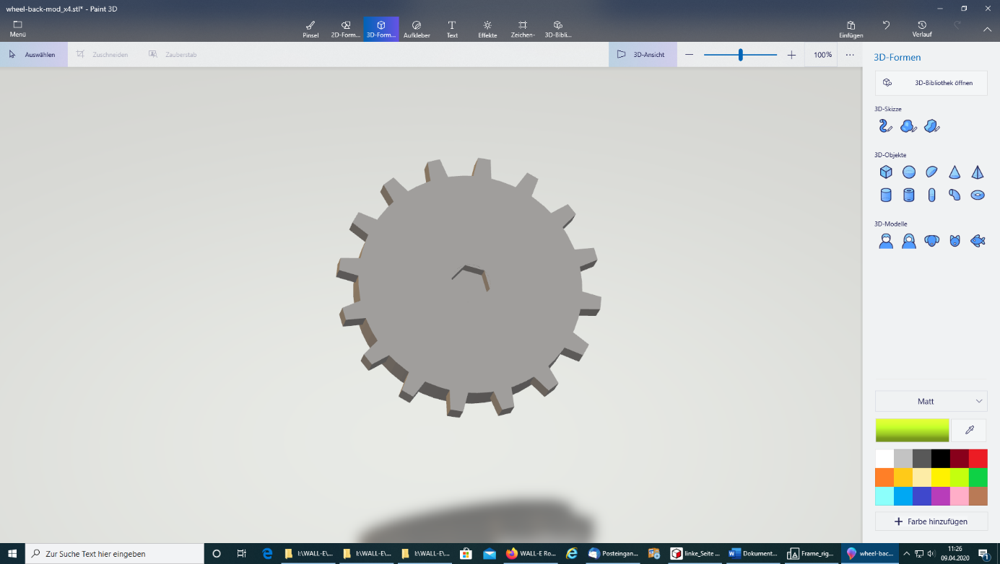 wheel-back-mod_x4.stl* - Paint 3D
Menü
Pinsel
2D-Form...
3D-Form...
Aufkleber
Text
Effekte
Zeichen-
3D-Bibli...
Einfügen
Verlauf
Auswählen
Zuschneiden
Zauberstab
3D-Ansicht
100%
3D-Formen
3D-Bibliothek öffnen
3D-Skizze
3D-Objekte
3D-Modelle
Matt
Farbe hinzufügen
Zur Suche Text hier eingeben
I:\WALL-E\...
I:\WALL-E\...
I:\WALL-E\...
WALL-E Ro...
Posteingan...
linke_Seite ...
Dokument...
Frame_rig...
wheel-bac...
11:26
09.04.2020
1